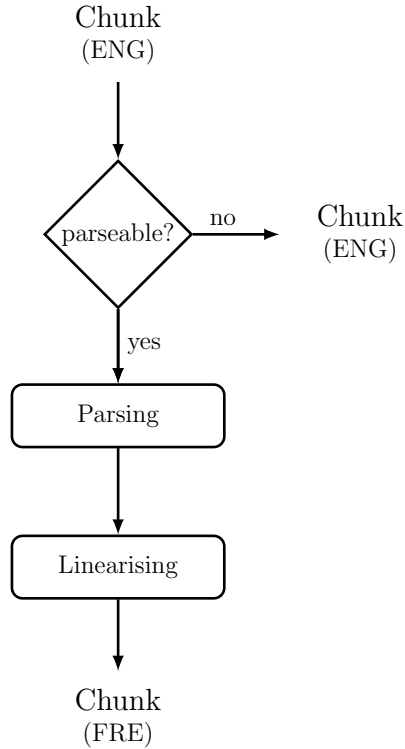 Chunk
(ENG)
parseable?
no
Chunk
(ENG)
yes
Parsing
Linearising
Chunk
(FRE)